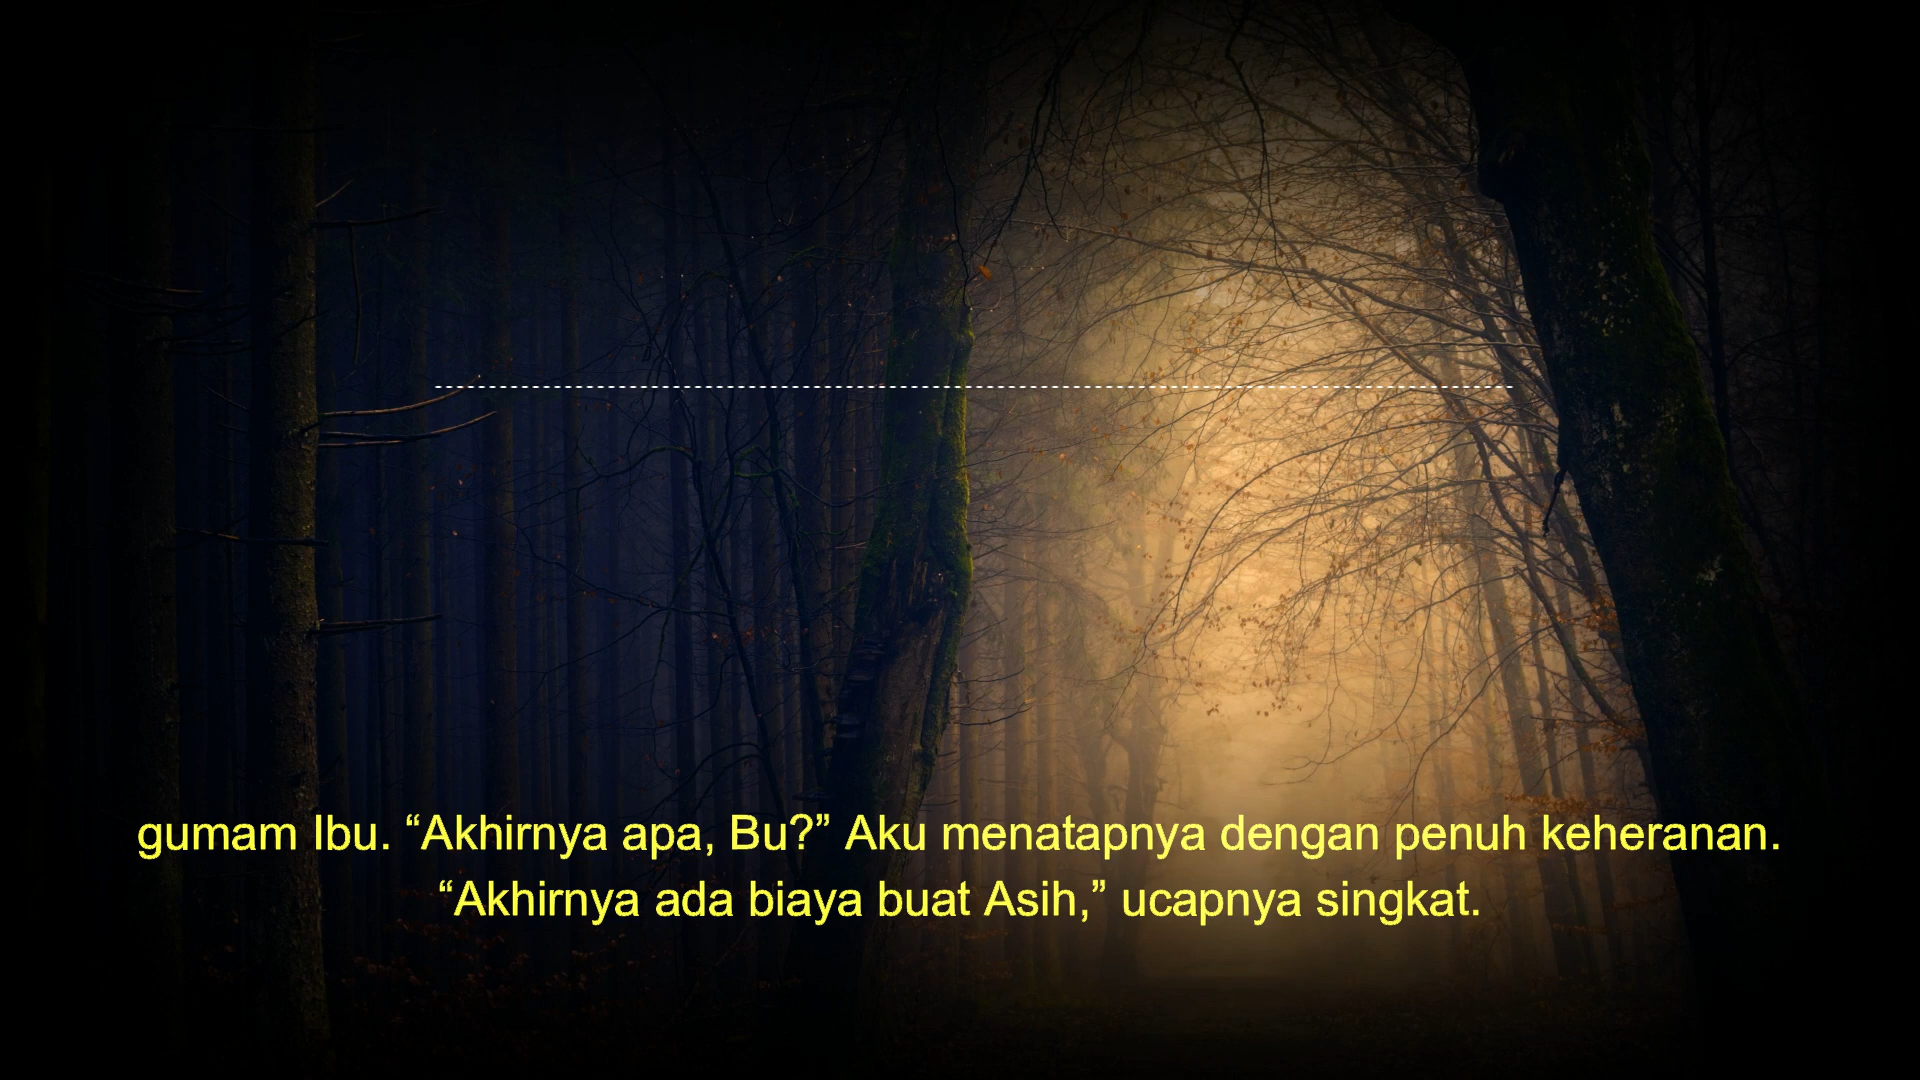 gumam Ibu. “Akhirnya apa, Bu?” Aku menatapnya dengan penuh keheranan.
“Akhirnya ada biaya buat Asih,” ucapnya singkat.